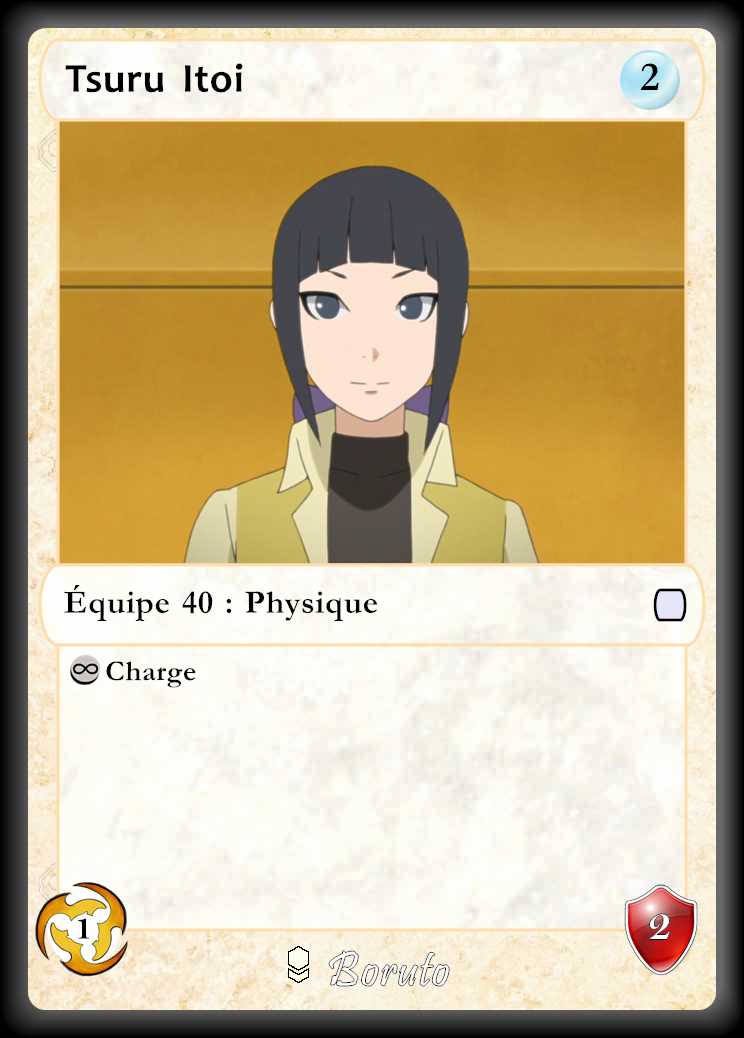 Tsuru Itoi
2
Équipe 40 : Physique
∞ Charge
1
2
Boruto